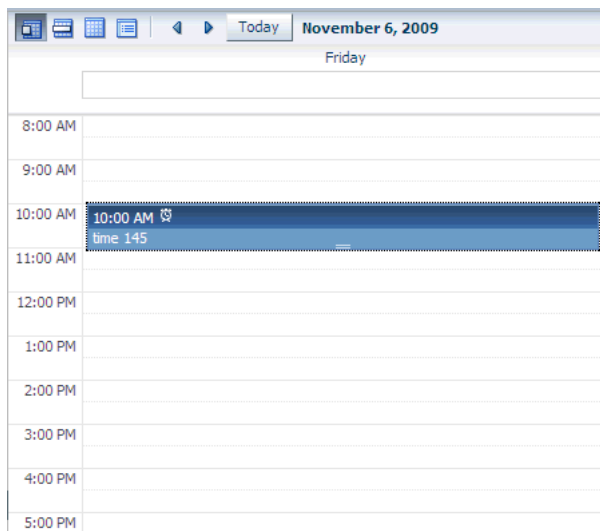 Today November 6, 2009
Friday
8:00 AM
9:00 AM
10:00 AM
10:00 AM
time 145
11:00 AM
12:00 PM
1:00 PM
2:00 PM
3:00 PM
4:00 PM
5:00 PM